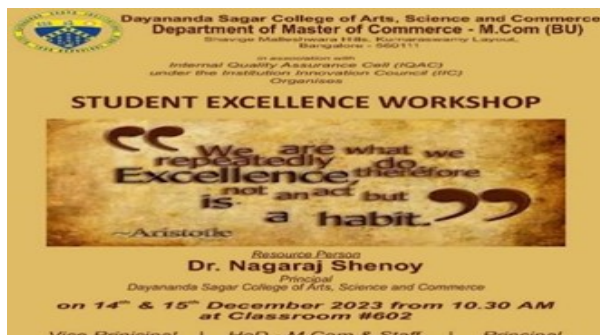 Dayananda Sagar College of Arts, Science and Commerce
Department of Master of Commerce - M.Com (BU)
Shavige Malleshwara Hills, Kumaraswamy Layout,
Bangalore - 560111
in association with
Internal Quality Assurance Cell (IQAC)
under the Institution Innovation Council (IIC)
Organises
STUDENT EXCELLENCE WORKSHOP
“We are what we
repeatedly do
Excellence, therefore
not an act but
is
a habit.”
~Aristotle
Resource Person
Dr. Nagaraj Shenoy
Principal
Dayananda Sagar College of Arts, Science and Commerce
on 14th & 15th December 2023 from 10.30 AM
at Classroom #602
HoD - M.Com & Staff | Principal